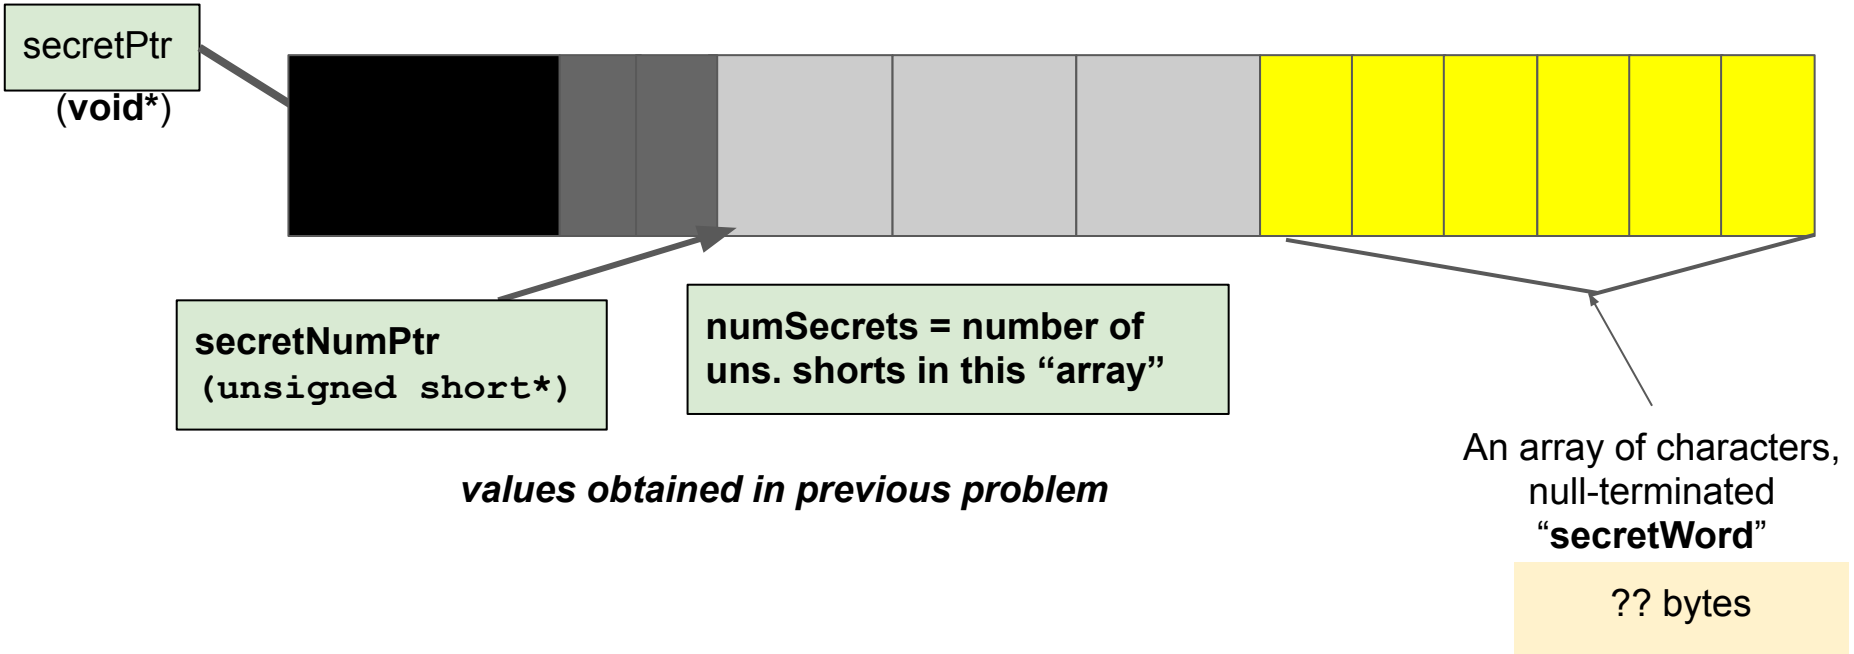 secretPtr
(void*)
secretNumPtr
(unsigned short*)
numSecrets = number of
uns. shorts in this “array”
values obtained in previous problem
An array of characters,
null-terminated
“secretWord”
?? bytes